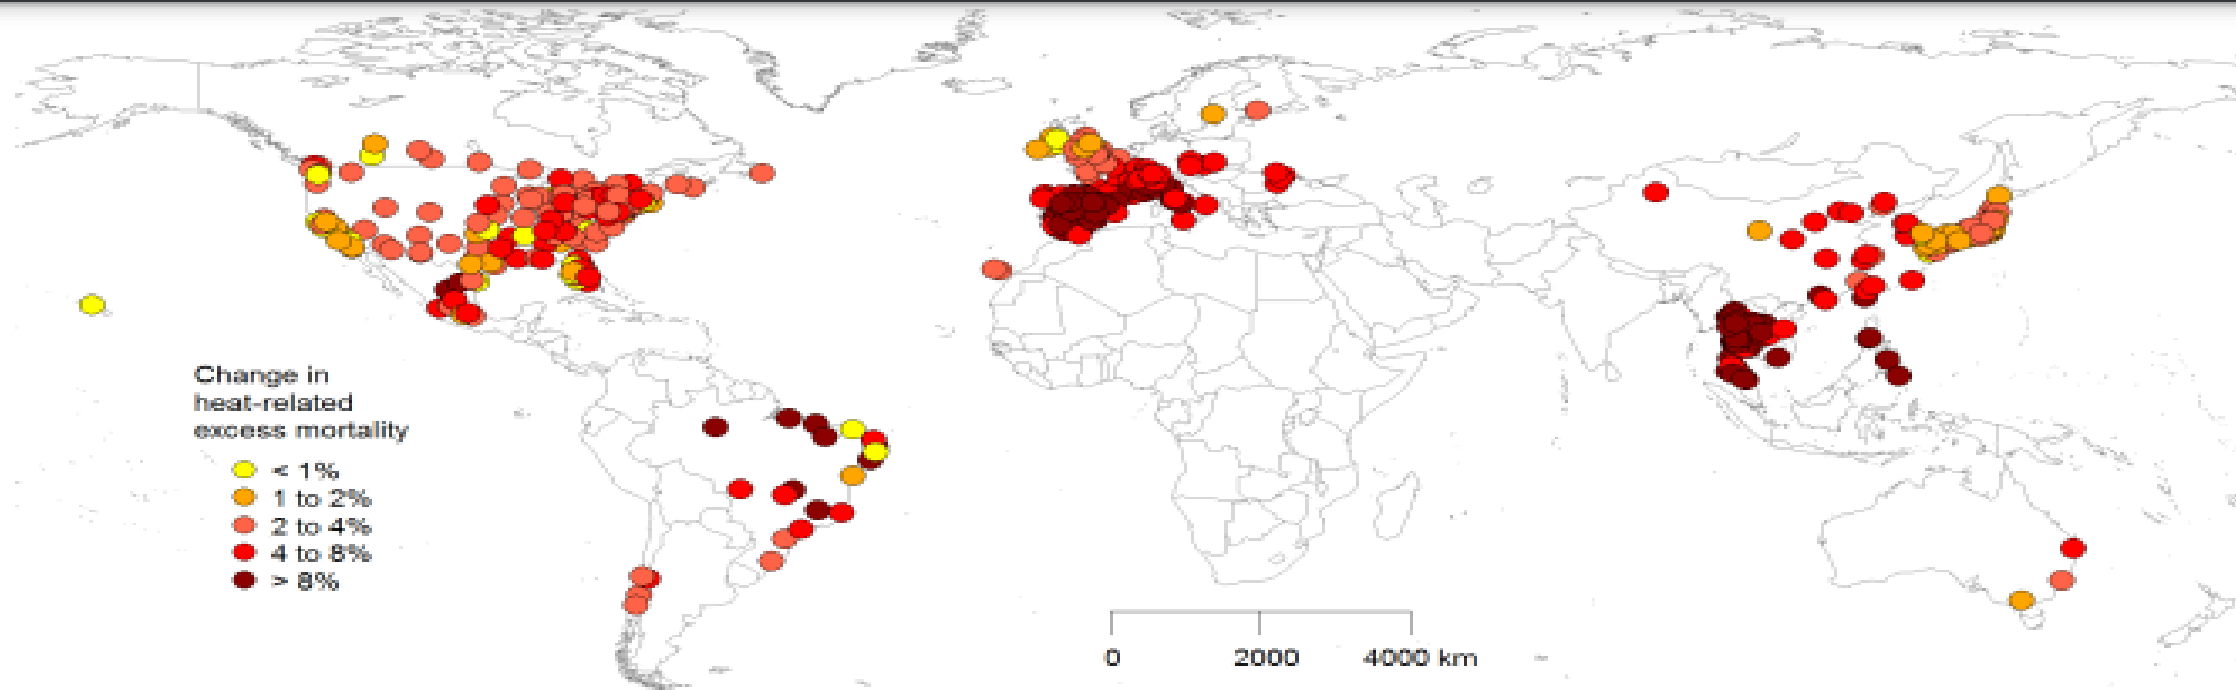 Change in
heat-related
excess mortality
< 1%
1 to 2%
2 to 4%
4 to 8%
> 8%
0 2000 4000 km